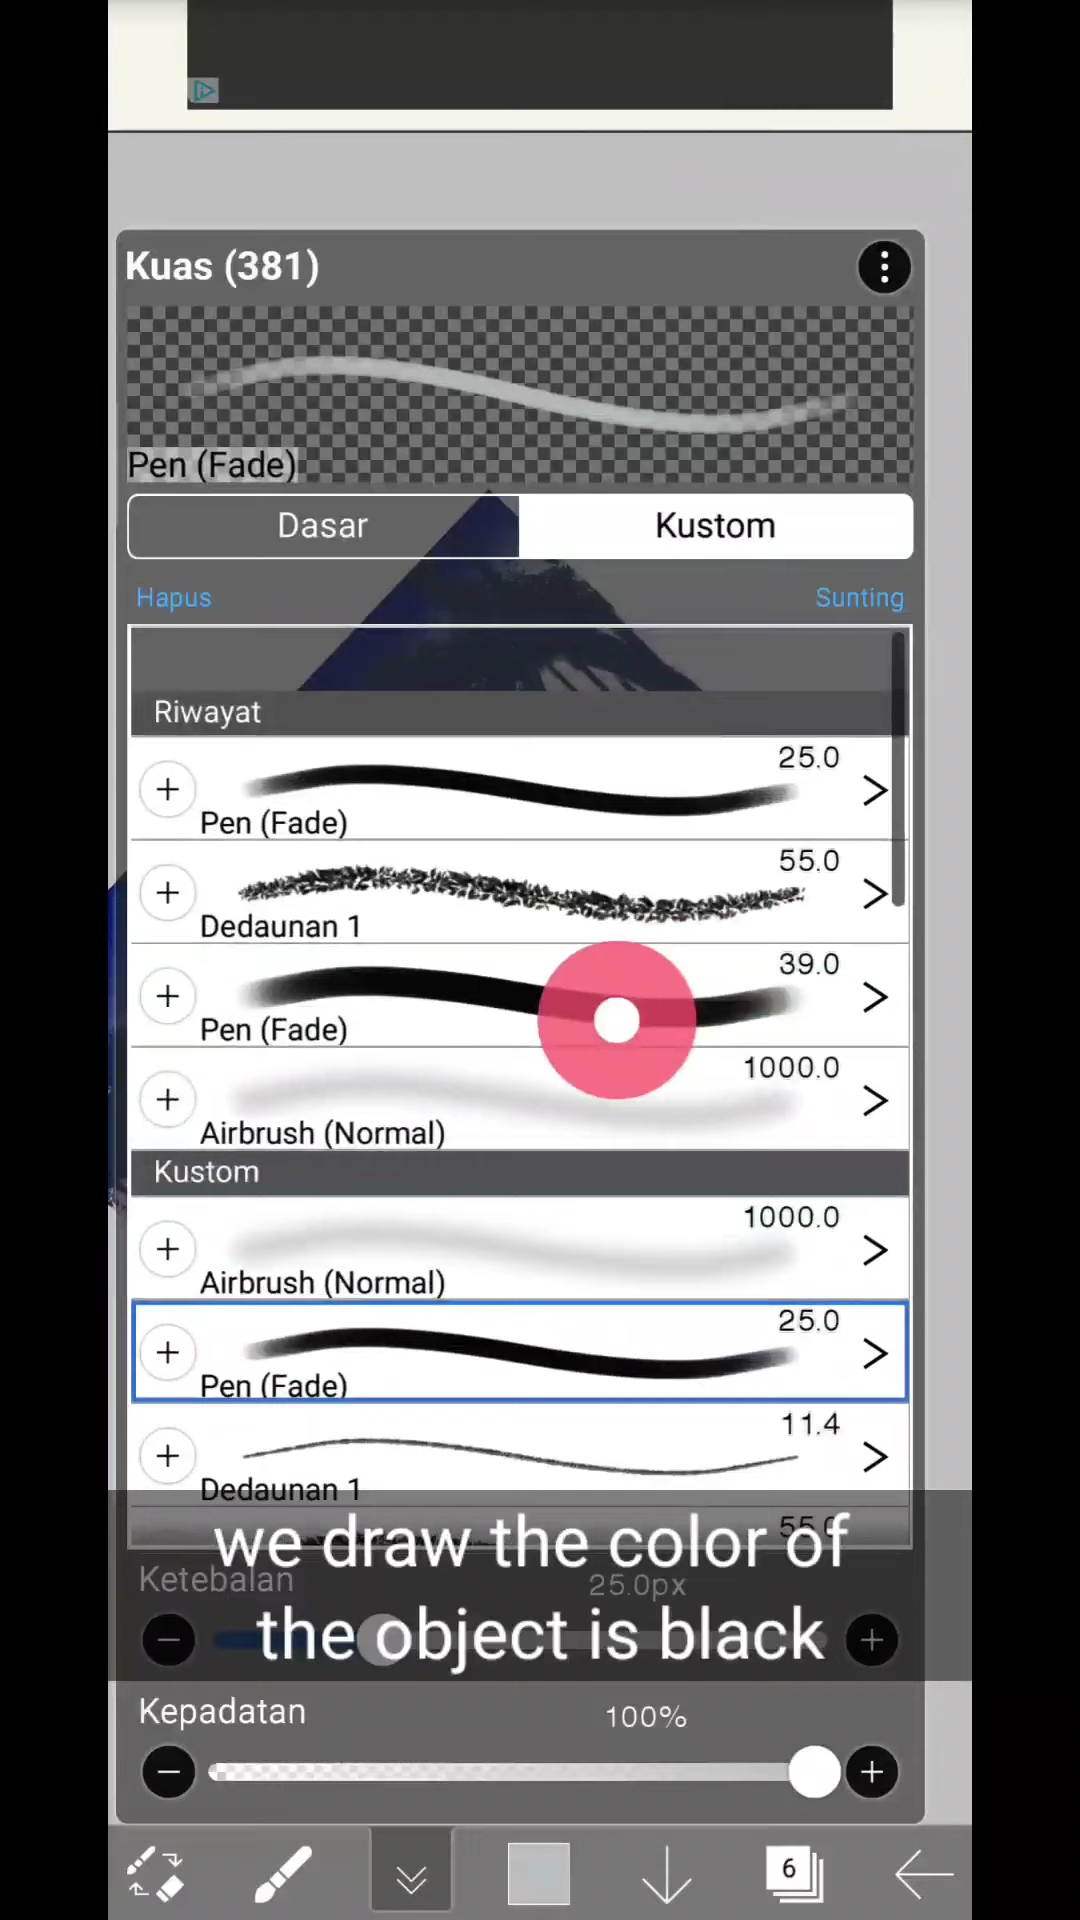 Kuas (381)
Pen (Fade)
Dasar
Kustom
Hapus
Sunting
Riwayat
25.0
Pen (Fade)
55.0
Dedaunan 1
39.0
Pen (Fade)
1000.0
Airbrush (Normal)
Kustom
1000.0
Airbrush (Normal)
25.0
Pen (Fade)
11.4
Dedaunan 1
55.0
we draw the color of
the object is black
Ketebalan
25.0px
Kepadatan
100%
6